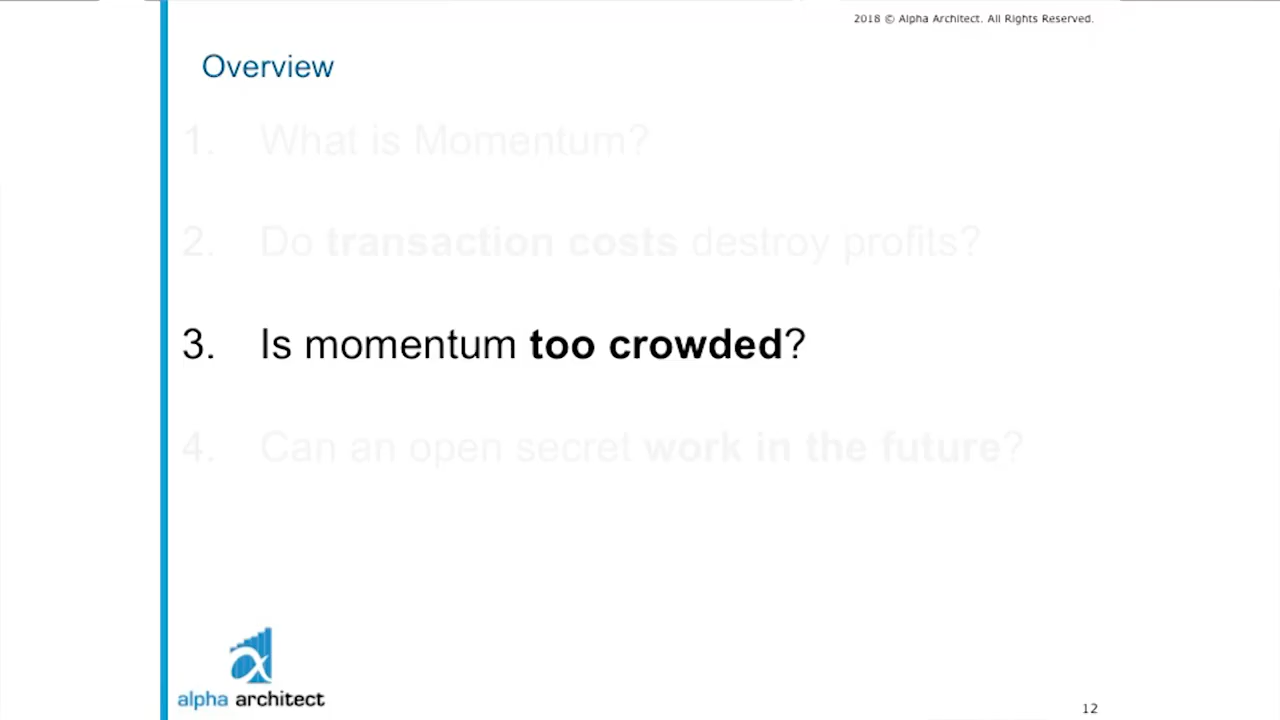 2018 © Alpha Architect. All Rights Reserved.
Overview
1. What is Momentum?
2. Do transaction costs destroy profits?
3. Is momentum too crowded?
4. Can an open secret work in the future?
alpha architect
12